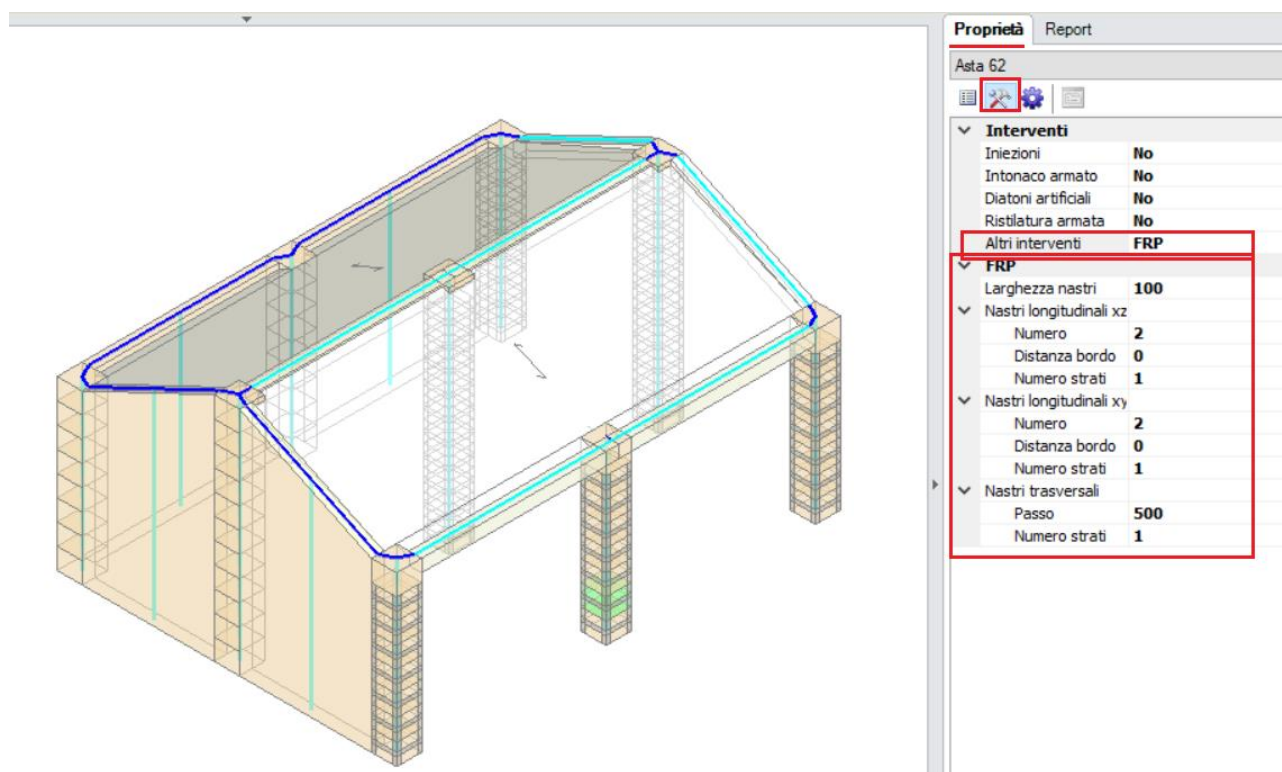 Proprietà Report
Asta 62
Interventi
Iniezioni No
Intonaco armato No
Diatoni artificiali No
Ristilatura armata No
Altri interventi FRP
FRP
Larghezza nastri 100
Nastri longitudinali xz
Numero 2
Distanza bordo 0
Numero strati 1
Nastri longitudinali xy
Numero 2
Distanza bordo 0
Numero strati 1
Nastri trasversali
Passo 500
Numero strati 1